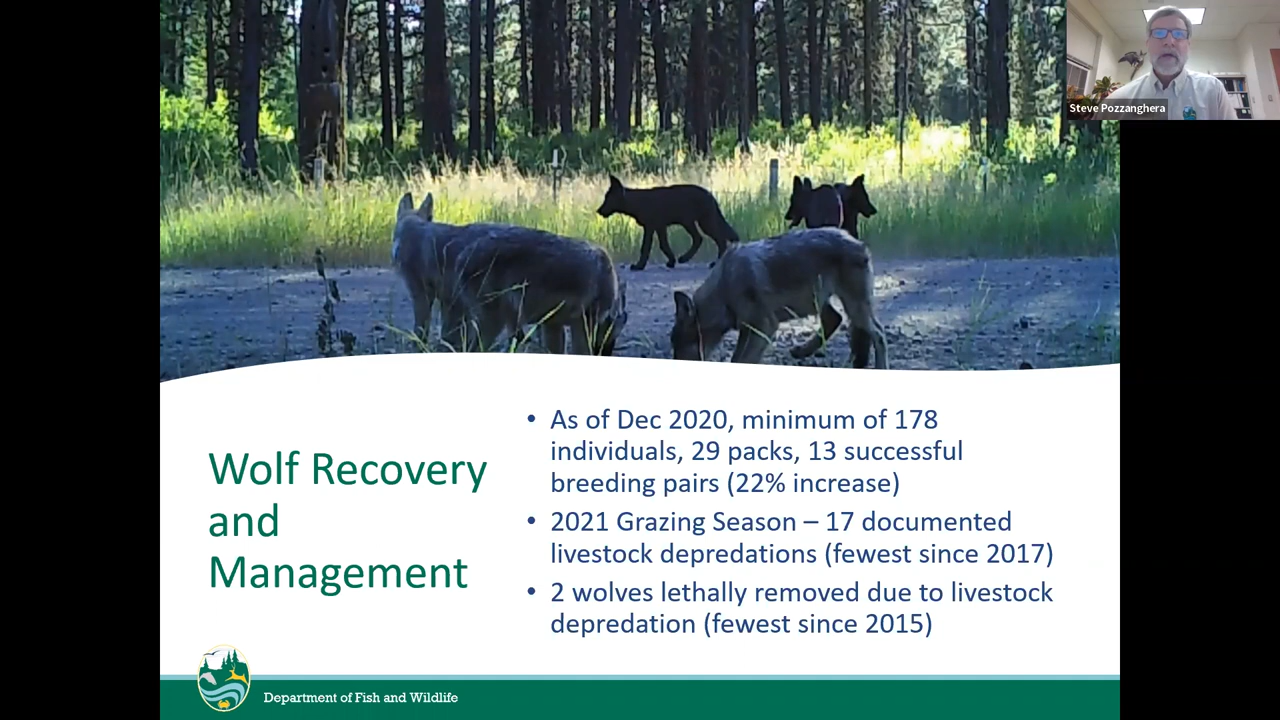 Steve Pozzanghera
Wolf Recovery
and
Management
• As of Dec 2020, minimum of 178
individuals, 29 packs, 13 successful
breeding pairs (22% increase)
• 2021 Grazing Season – 17 documented
livestock depredations (fewest since 2017)
• 2 wolves lethally removed due to livestock
depredation (fewest since 2015)
Department of Fish and Wildlife